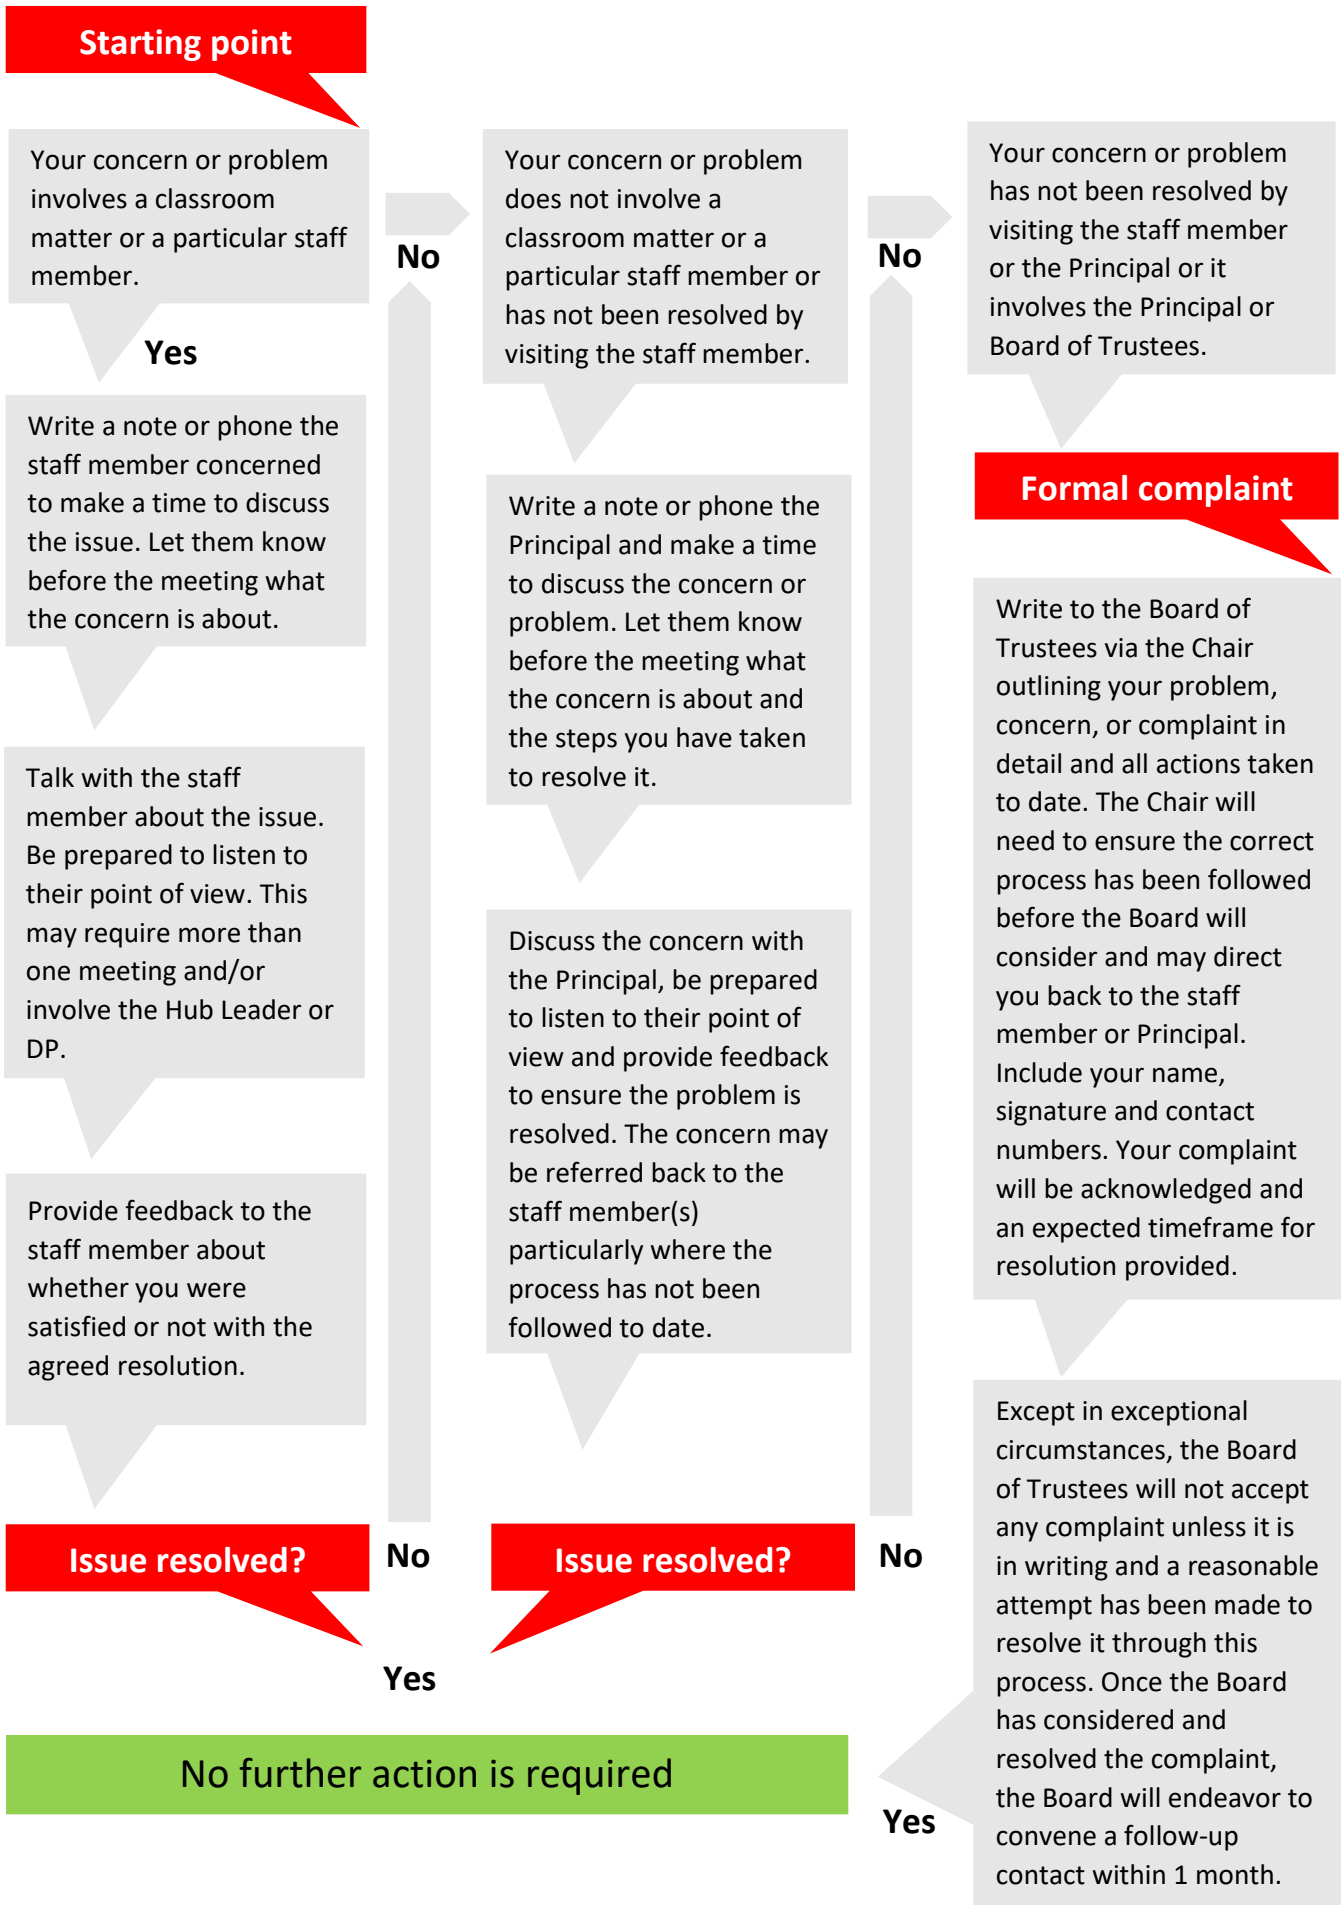 Starting point
Your concern or problem
involves a classroom
matter or a particular staff
member.
Yes
Write a note or phone the
staff member concerned
to make a time to discuss
the issue. Let them know
before the meeting what
the concern is about.
Talk with the staff
member about the issue.
Be prepared to listen to
their point of view. This
may require more than
one meeting and/or
involve the Hub Leader or
DP.
Provide feedback to the
staff member about
whether you were
satisfied or not with the
agreed resolution.
Issue resolved?
No
No
Your concern or problem
does not involve a
classroom matter or a
particular staff member or
has not been resolved by
visiting the staff member.
Write a note or phone the
Principal and make a time
to discuss the concern or
problem. Let them know
before the meeting what
the concern is about and
the steps you have taken
to resolve it.
Discuss the concern with
the Principal, be prepared
to listen to their point of
view and provide feedback
to ensure the problem is
resolved. The concern may
be referred back to the
staff member(s)
particularly where the
process has not been
followed to date.
Issue resolved?
No
No
Your concern or problem
has not been resolved by
visiting the staff member
or the Principal or it
involves the Principal or
Board of Trustees.
Formal complaint
Write to the Board of
Trustees via the Chair
outlining your problem,
concern, or complaint in
detail and all actions taken
to date. The Chair will
need to ensure the correct
process has been followed
before the Board will
consider and may direct
you back to the staff
member or Principal.
Include your name,
signature and contact
numbers. Your complaint
will be acknowledged and
an expected timeframe for
resolution provided.
Except in exceptional
circumstances, the Board
of Trustees will not accept
any complaint unless it is
in writing and a reasonable
attempt has been made to
resolve it through this
process. Once the Board
has considered and
resolved the complaint,
the Board will endeavor to
convene a follow-up
contact within 1 month.
Yes
Yes
No further action is required